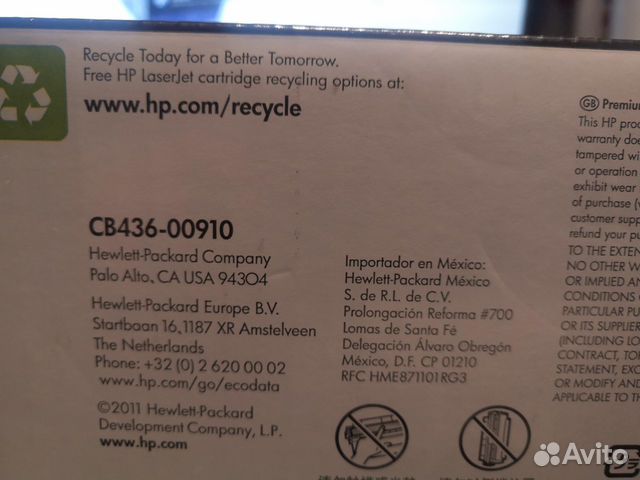 Recycle Today for a Better Tomorrow.
Free HP LaserJet cartridge recycling options at:
www.hp.com/recycle
CB436-00910
Hewlett-Packard Company
Palo Alto, CA USA 94304
Hewlett-Packard Europe B.V.
Startbaan 16, 1187 XR Amstelveen
The Netherlands
Phone: +32 (0) 2 620 00 02
www.hp.com/go/ecodata
©2011 Hewlett-Packard
Development Company, L.P.
www.hp.com
Importador en México:
Hewlett-Packard México
S. de R.L. de C.V.
Prolongación Reforma #700
Lomas de Santa Fé
Delegación Álvaro Obregón
México, D.F. CP 01210
RFC HME871101RG3
GB Premium
This HP
warranty
tampered
or operation
exhibit wear
of purchase
customer
refund your
TO THE
NO OTHER
OR IMPLIED
CONDITIONS
PARTICULAR
OR ITS
(INCLUDING
CONTRACT,
STATEMENT,
OR MODIFY
APPLICABLE TO
Avito